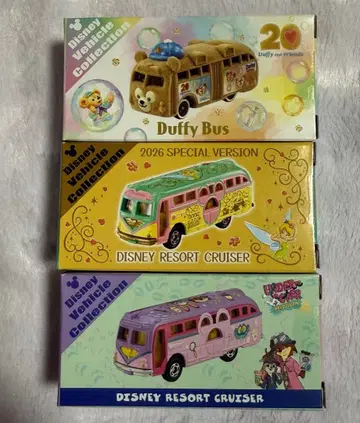 Disney
Vehicle
Collection
20
Duffy and Friends
Duffy Bus
Disney
Vehicle
Collection
2026 SPECIAL VERSION
DISNEY RESORT CRUISER
Disney
Vehicle
Collection
DISNEY RESORT CRUISER